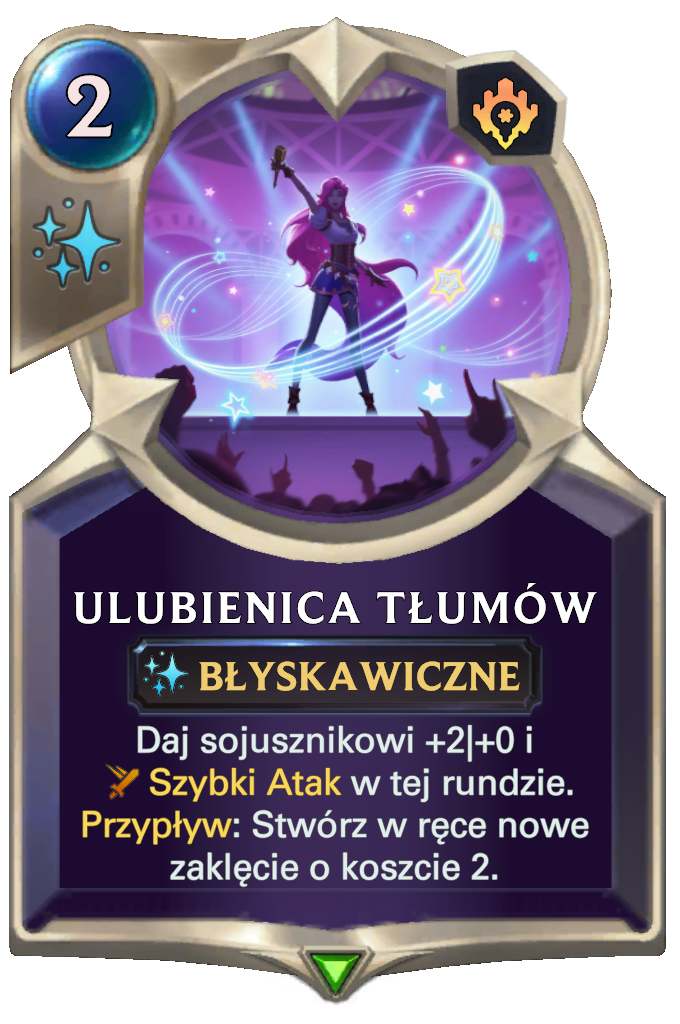 2
ULUBIENICA TŁUMÓW
BŁYSKAWICZNE
Daj sojusznikowi +2|+0 i
Szybki Atak w tej rundzie.
Przypływ: Stwórz w ręce nowe
zaklęcie o koszcie 2.